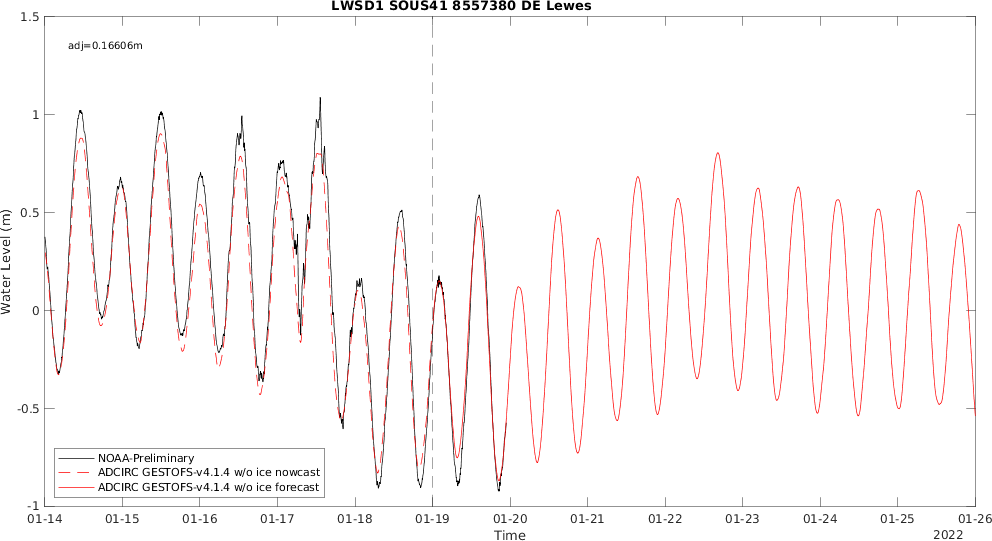 LWSD1 SOUS41 8557380 DE Lewes
adj=0.16606m
1.5
1
0.5
0
-0.5
-1
Water Level (m)
NOAA-Preliminary
ADCIRC GESTOFS-v4.1.4 w/o ice nowcast
ADCIRC GESTOFS-v4.1.4 w/o ice forecast
01-14 01-15 01-16 01-17 01-18 01-19 01-20 01-21 01-22 01-23 01-24 01-25 01-26
Time
2022